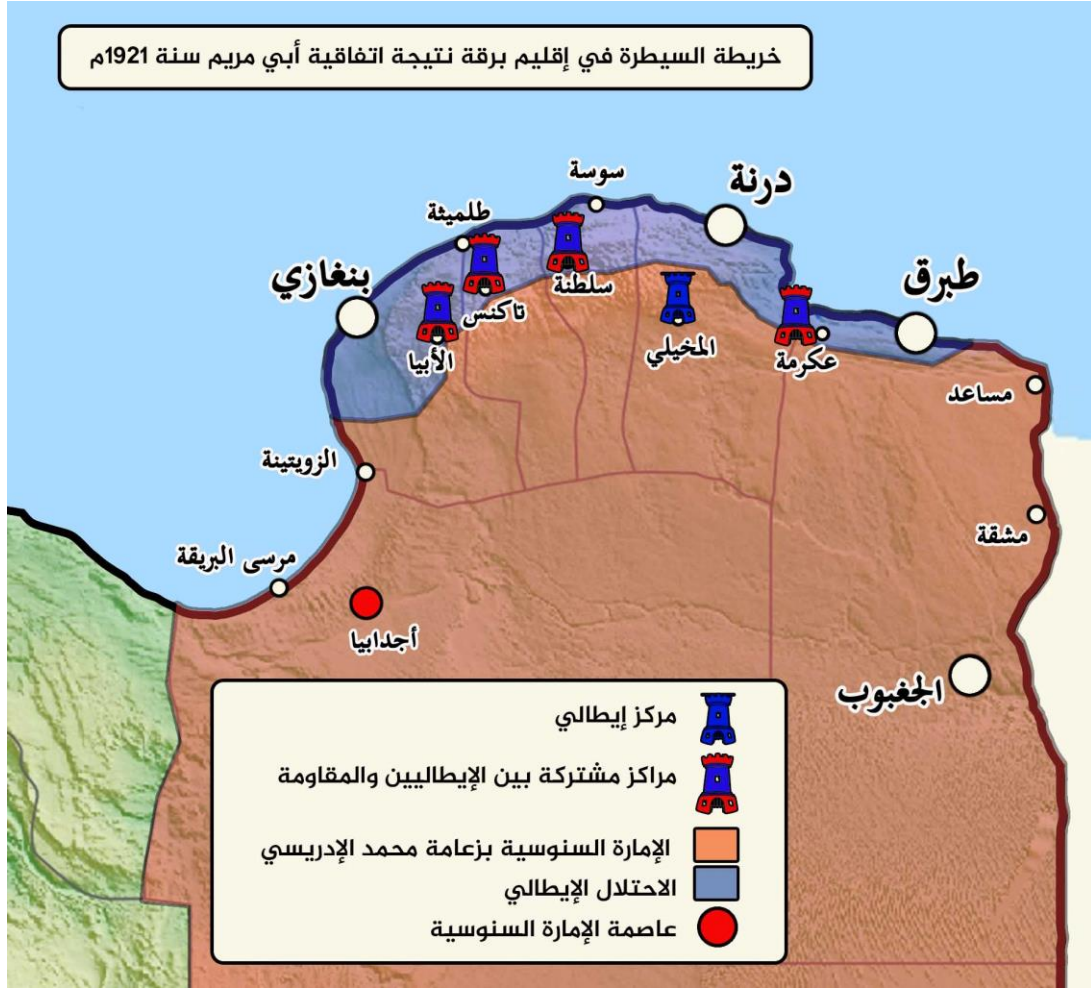 خريطة السيطرة في إقليم برقة نتيجة اتفاقية أبي مريم سنة 1921م
سوسة
درنة
طلميثة
بنغازي
طبرق
سلطنة
تاكنس
المخيلي
عكرمة
الأبيا
مساعد
الزويتينة
مشقة
مرسى البريقة
أجدابيا
الجغبوب
مركز إيطالي
مراكز مشتركة بين الإيطاليين والمقاومة
الإمارة السنوسية بزعامة محمد الإدريسي
الاحتلال الإيطالي
عاصمة الإمارة السنوسية